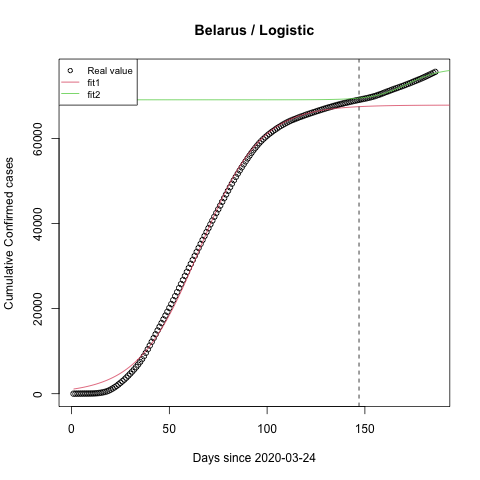 Belarus / Logistic
Real value
fit1
fit2
Cumulative Confirmed cases
60000
40000
20000
0
0 50 100 150
Days since 2020-03-24